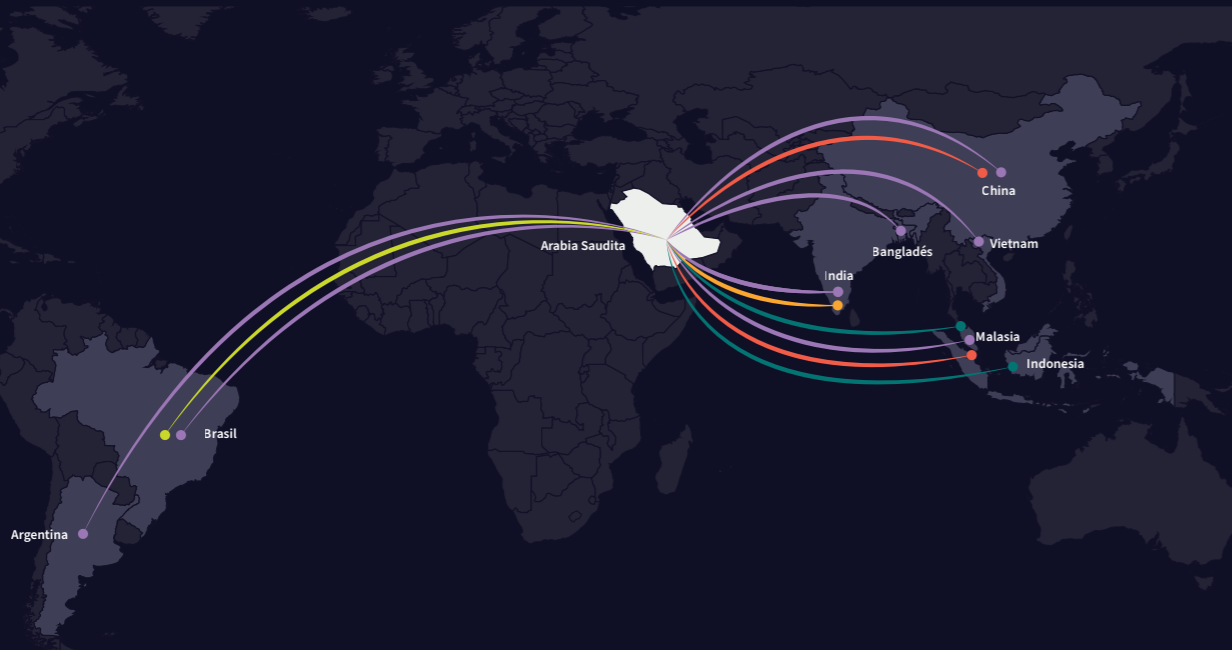 China
Arabia Saudita
Bangladés
Vietnam
India
Malasia
Indonesia
Brasil
Argentina